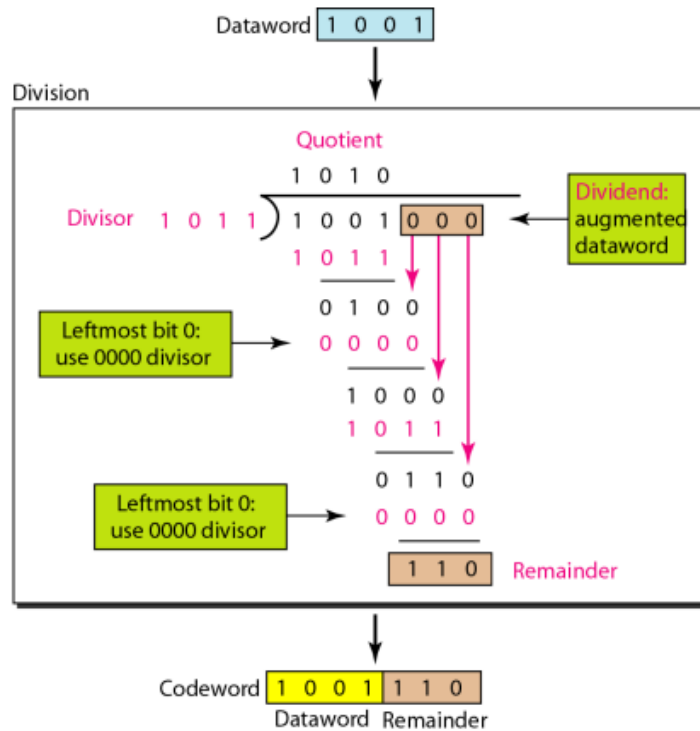 Dataword 1 0 0 1
Division
Quotient
1 0 1 0
Divisor 1 0 1 1 1 0 0 1 0 0 0
Dividend:
augmented
dataword
1 0 1 1
0 1 0 0
Leftmost bit 0:
use 0000 divisor
0 0 0 0
1 0 0 0
1 0 1 1
0 1 1 0
Leftmost bit 0:
use 0000 divisor
0 0 0 0
1 1 0 Remainder
Codeword 1 0 0 1 1 1 0
Dataword Remainder